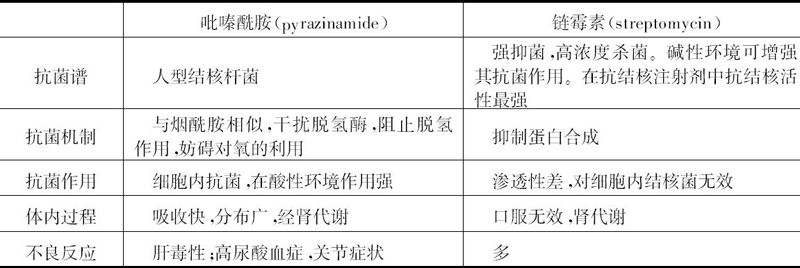 吡嗪酰胺(pyrazinamide)
链霉素(streptomycin)
抗菌谱
人型结核杆菌
强抑菌,高浓度杀菌。碱性环境可增强
其抗菌作用。在抗结核注射剂中抗结核活
性最强
抗菌机制
与烟酰胺相似,干扰脱氢酶,阻止脱氢
作用,妨碍对氧的利用
抑制蛋白合成
抗菌作用
细胞内抗菌,在酸性环境作用强
渗透性差,对细胞内结核菌无效
体内过程
吸收快,分布广,经肾代谢
口服无效,肾代谢
不良反应
肝毒性;高尿酸血症,关节症状
多